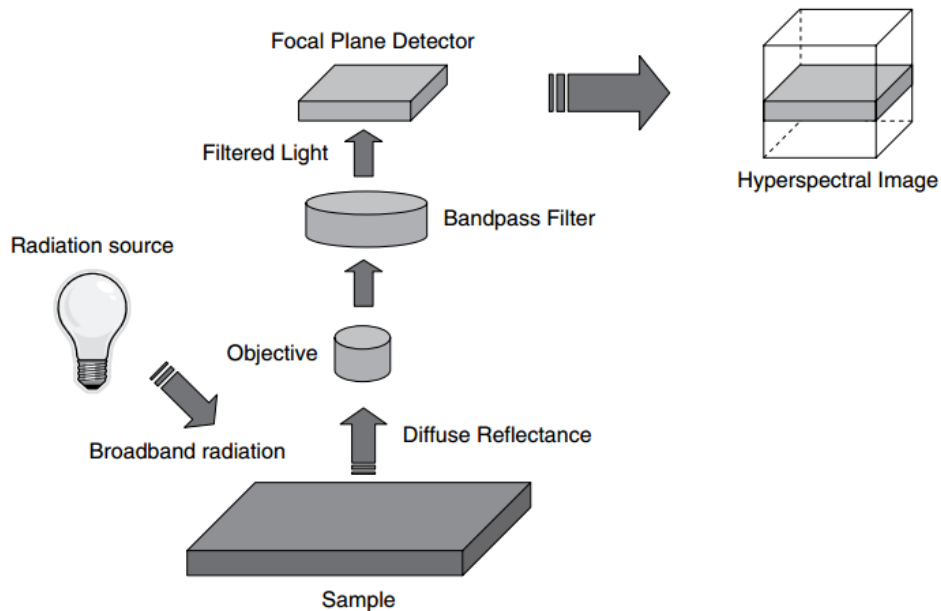 Focal Plane Detector
Filtered Light
Hyperspectral Image
Bandpass Filter
Radiation source
Objective
Diffuse Reflectance
Broadband radiation
Sample